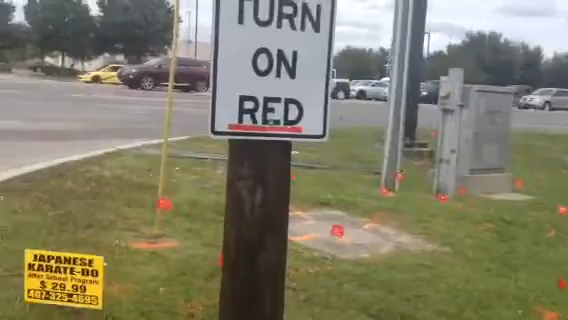 TURN
ON
RED
JAPANESE
KARATE-DO
After School Program
$ 29.99
407-325-4695